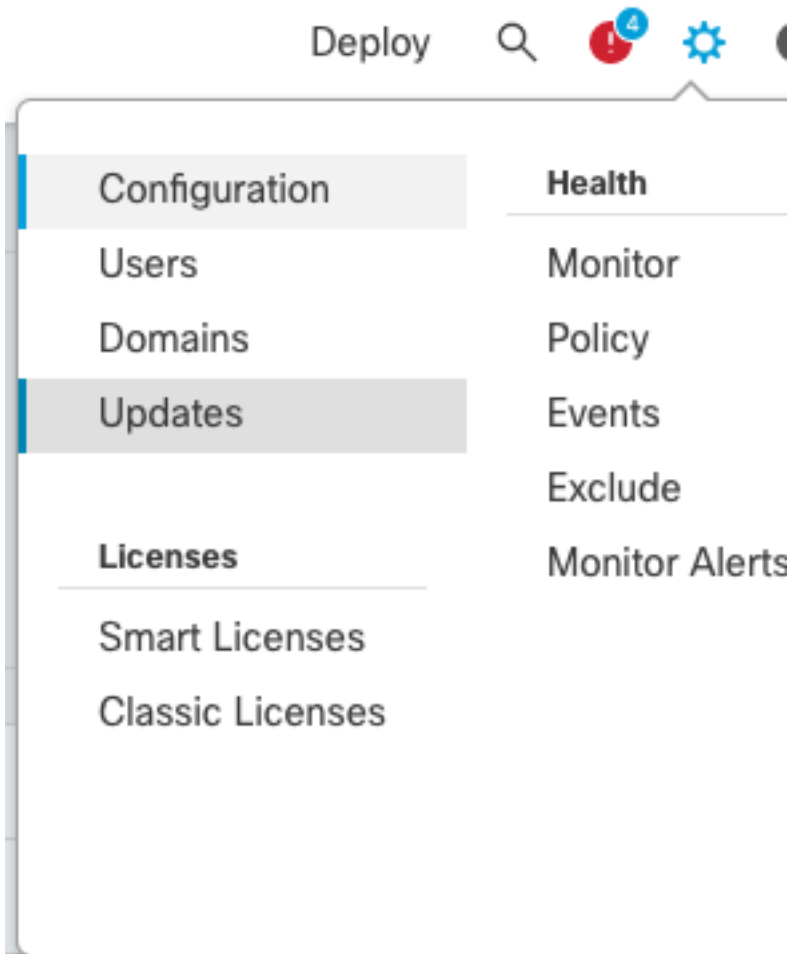 Deploy
4
Configuration
Users
Domains
Updates
Licenses
Smart Licenses
Classic Licenses
Health
Monitor
Policy
Events
Exclude
Monitor Alerts